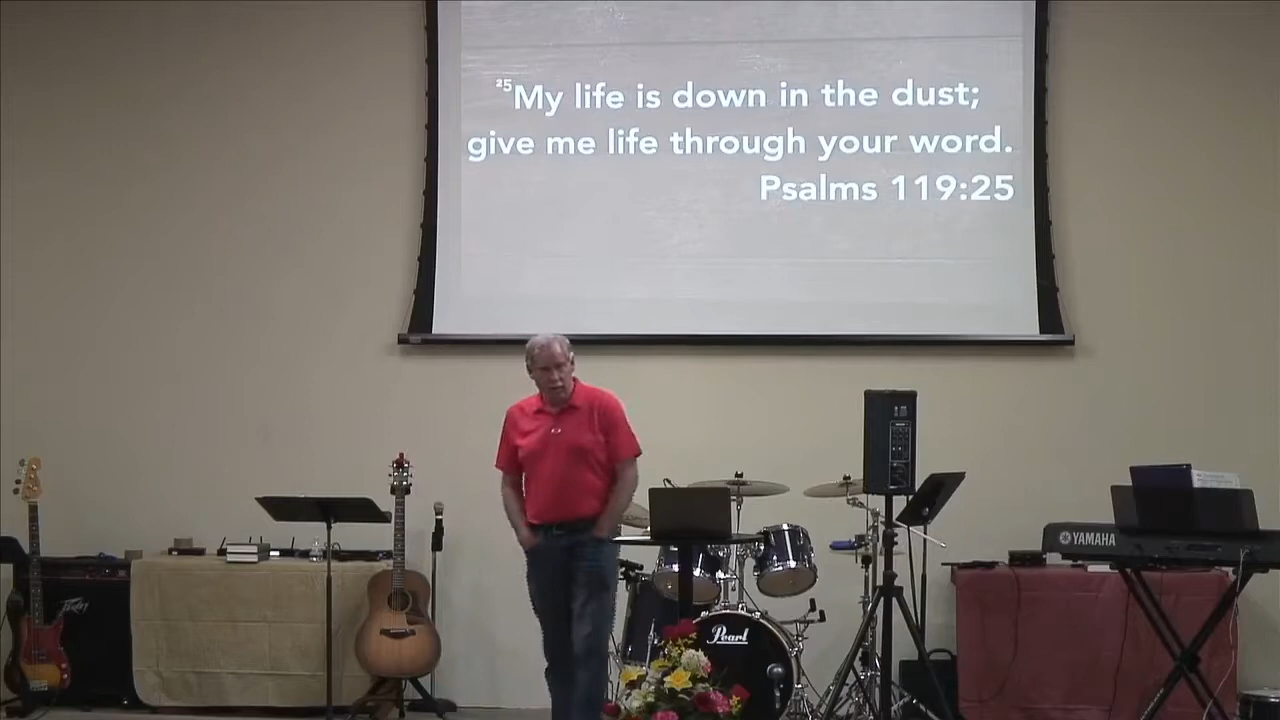 ²⁵My life is down in the dust;
give me life through your word.
Psalms 119:25
Peavey
Pearl
YAMAHA